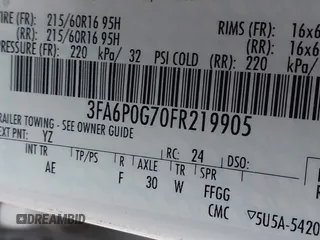 TIRE (FR): 215/60R16 95H RIMS (FR): 16x6
(RR): 215/60R16 95H (RR): 16x6
PRESSURE (FR): 220 kPa/ 32 PSI COLD (RR): 220 kPa/
3FA6P0G70FR219905
TRAILER TOWING - SEE OWNER GUIDE
EXT PNT: YZ RC: 24 DSO:
INT TR TP/PS R AXLE TR SPR
AE F 30 W FFGG
CMC ▽5U5A-5420
DREAMBID